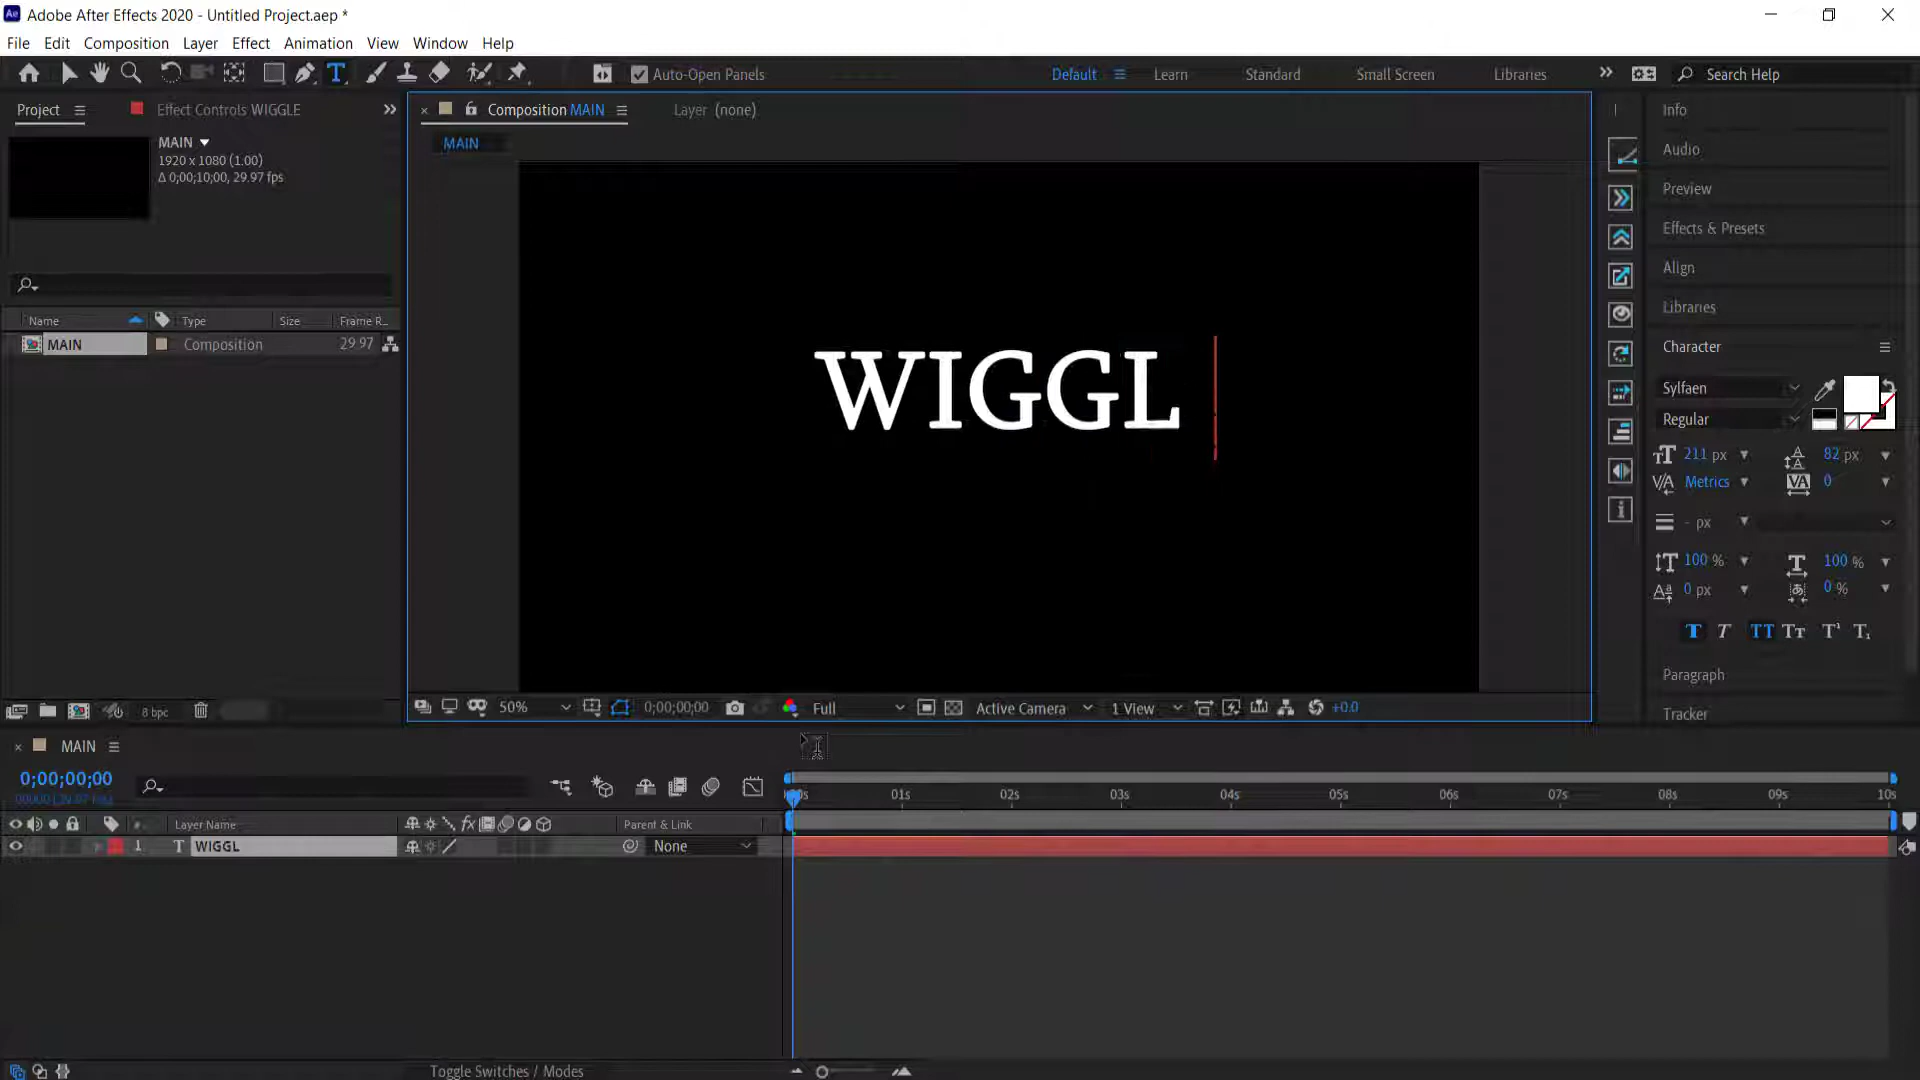 Adobe After Effects 2020 - Untitled Project.aep *
File Edit Composition Layer Effect Animation View Window Help
Auto-Open Panels
Default Learn Standard Small Screen Libraries
Search Help
Project
Effect Controls WIGGLE
Composition MAIN
Layer (none)
Info
MAIN
1920 x 1080 (1.00)
Δ 0;00;10;00, 29.97 fps
MAIN
Audio
Preview
Effects & Presets
Align
Libraries
Name Type Size Frame R...
MAIN Composition 29.97
WIGGL
Character
Sylfaen
Regular
211 px 82 px
Metrics 0
- px
100 % 100 %
0 px 0 %
T T TT Tt T¹ T₁
Paragraph
Tracker
8 bpc
50% 0;00;00;00 Full Active Camera 1 View +0.0
MAIN
0;00;00;00
01s 02s 03s 04s 05s 06s 07s 08s 09s 10s
Layer Name Parent & Link
1 T WIGGL None
Toggle Switches / Modes